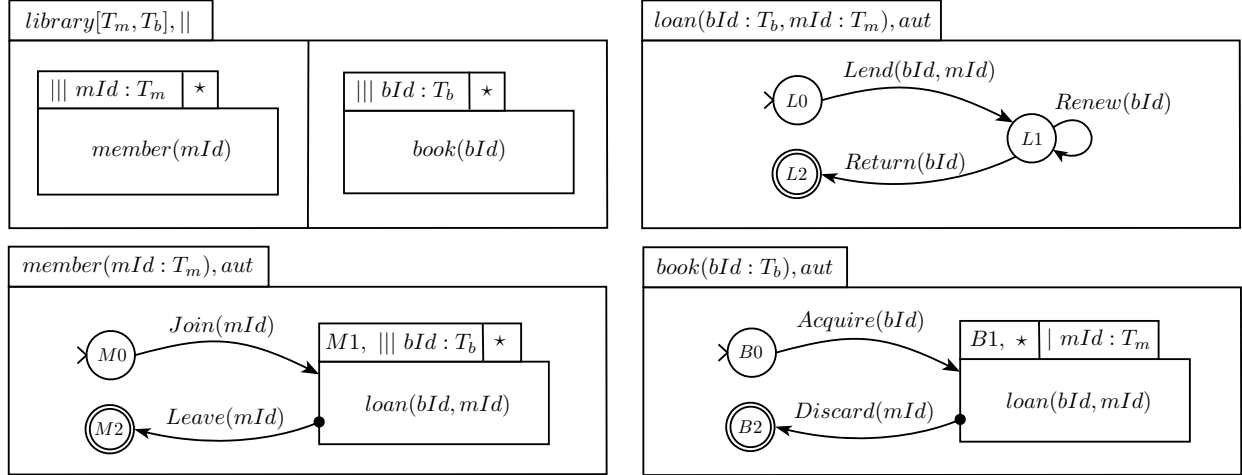 library[T_m, T_b], ||
||| mId : T_m ⋆
member(mId)
||| bId : T_b ⋆
book(bId)
loan(bId : T_b, mId : T_m), aut
L0
Lend(bId, mId)
L1
Renew(bId)
Return(bId)
L2
member(mId : T_m), aut
M0
Join(mId)
M1, ||| bId : T_b ⋆
loan(bId, mId)
Leave(mId)
M2
book(bId : T_b), aut
B0
Acquire(bId)
B1, ⋆ | mId : T_m
loan(bId, mId)
Discard(mId)
B2